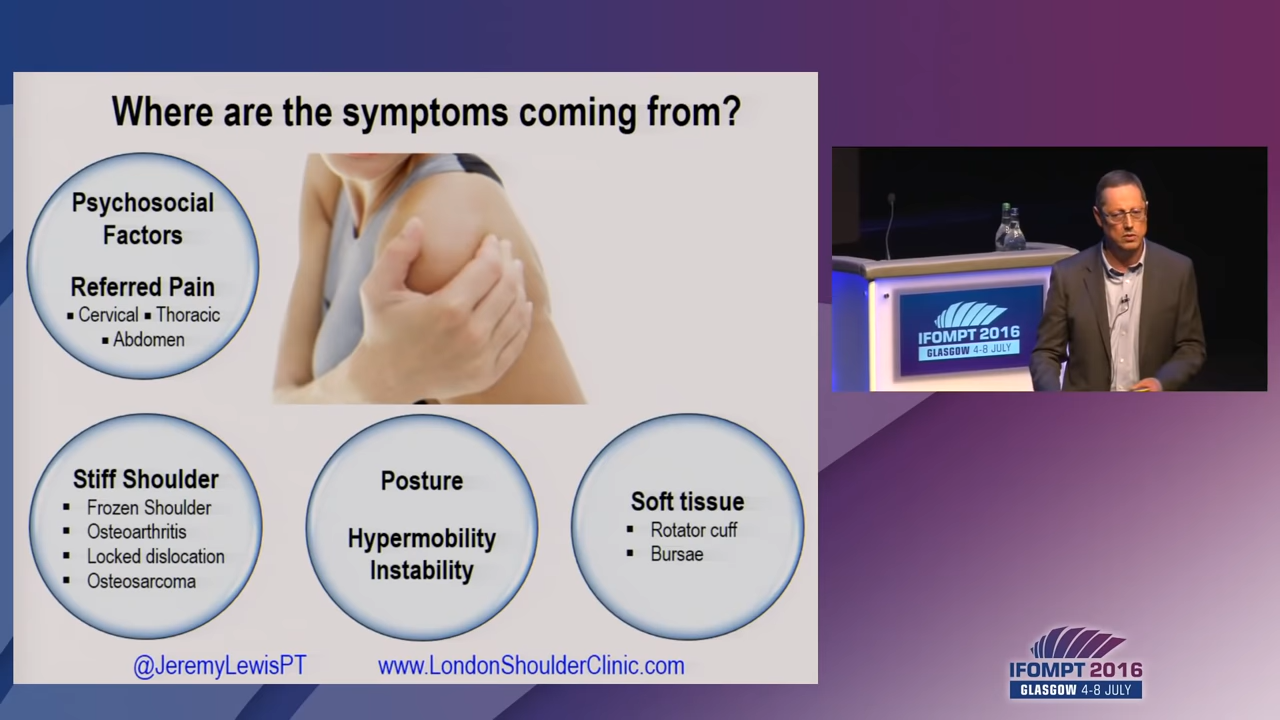 Where are the symptoms coming from?
Psychosocial
Factors
Referred Pain
▪ Cervical ▪ Thoracic
▪ Abdomen
Stiff Shoulder
▪ Frozen Shoulder
▪ Osteoarthritis
▪ Locked dislocation
▪ Osteosarcoma
Posture
Hypermobility
Instability
Soft tissue
▪ Rotator cuff
▪ Bursae
@JeremyLewisPT
www.LondonShoulderClinic.com
IFOMPT 2016
GLASGOW 4-8 JULY
IFOMPT 2016
GLASGOW 4-8 JULY